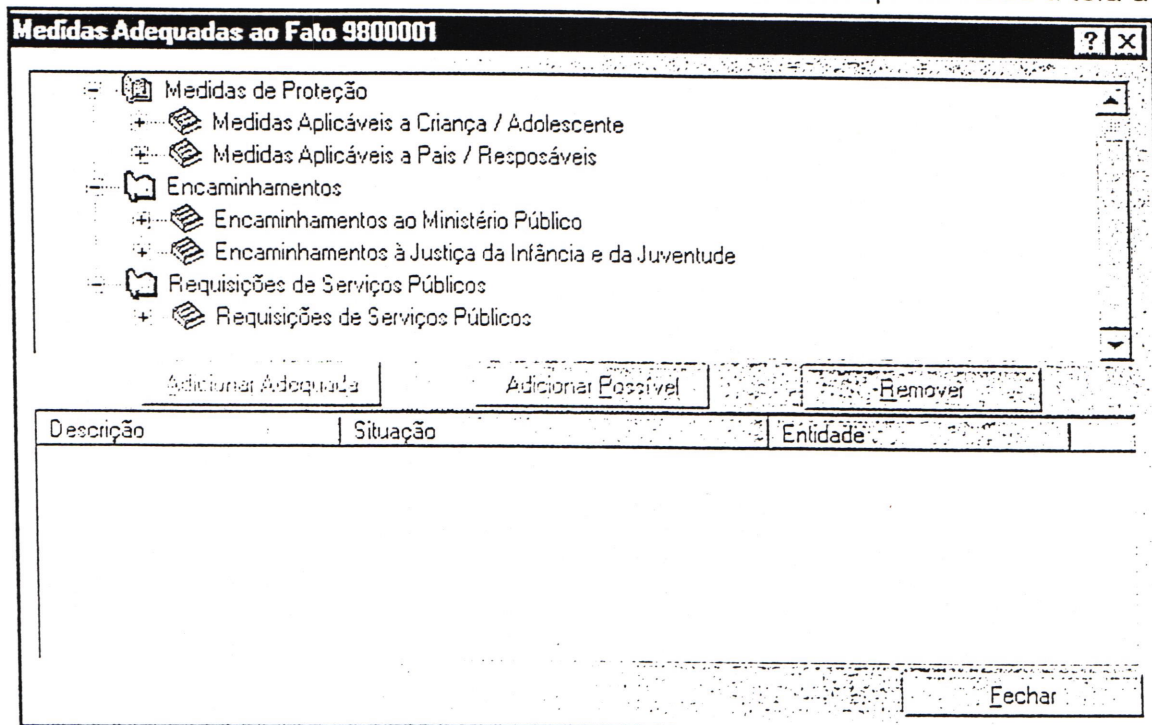 Medidas Adequadas ao Fato 9800001
Medidas de Proteção
Medidas Aplicáveis a Criança / Adolescente
Medidas Aplicáveis a Pais / Resposáveis
Encaminhamentos
Encaminhamentos ao Ministério Público
Encaminhamentos à Justiça da Infância e da Juventude
Requisições de Serviços Públicos
Requisições de Serviços Públicos
Adicionar Adequada Adicionar Possível Remover
Descrição Situação Entidade
Fechar